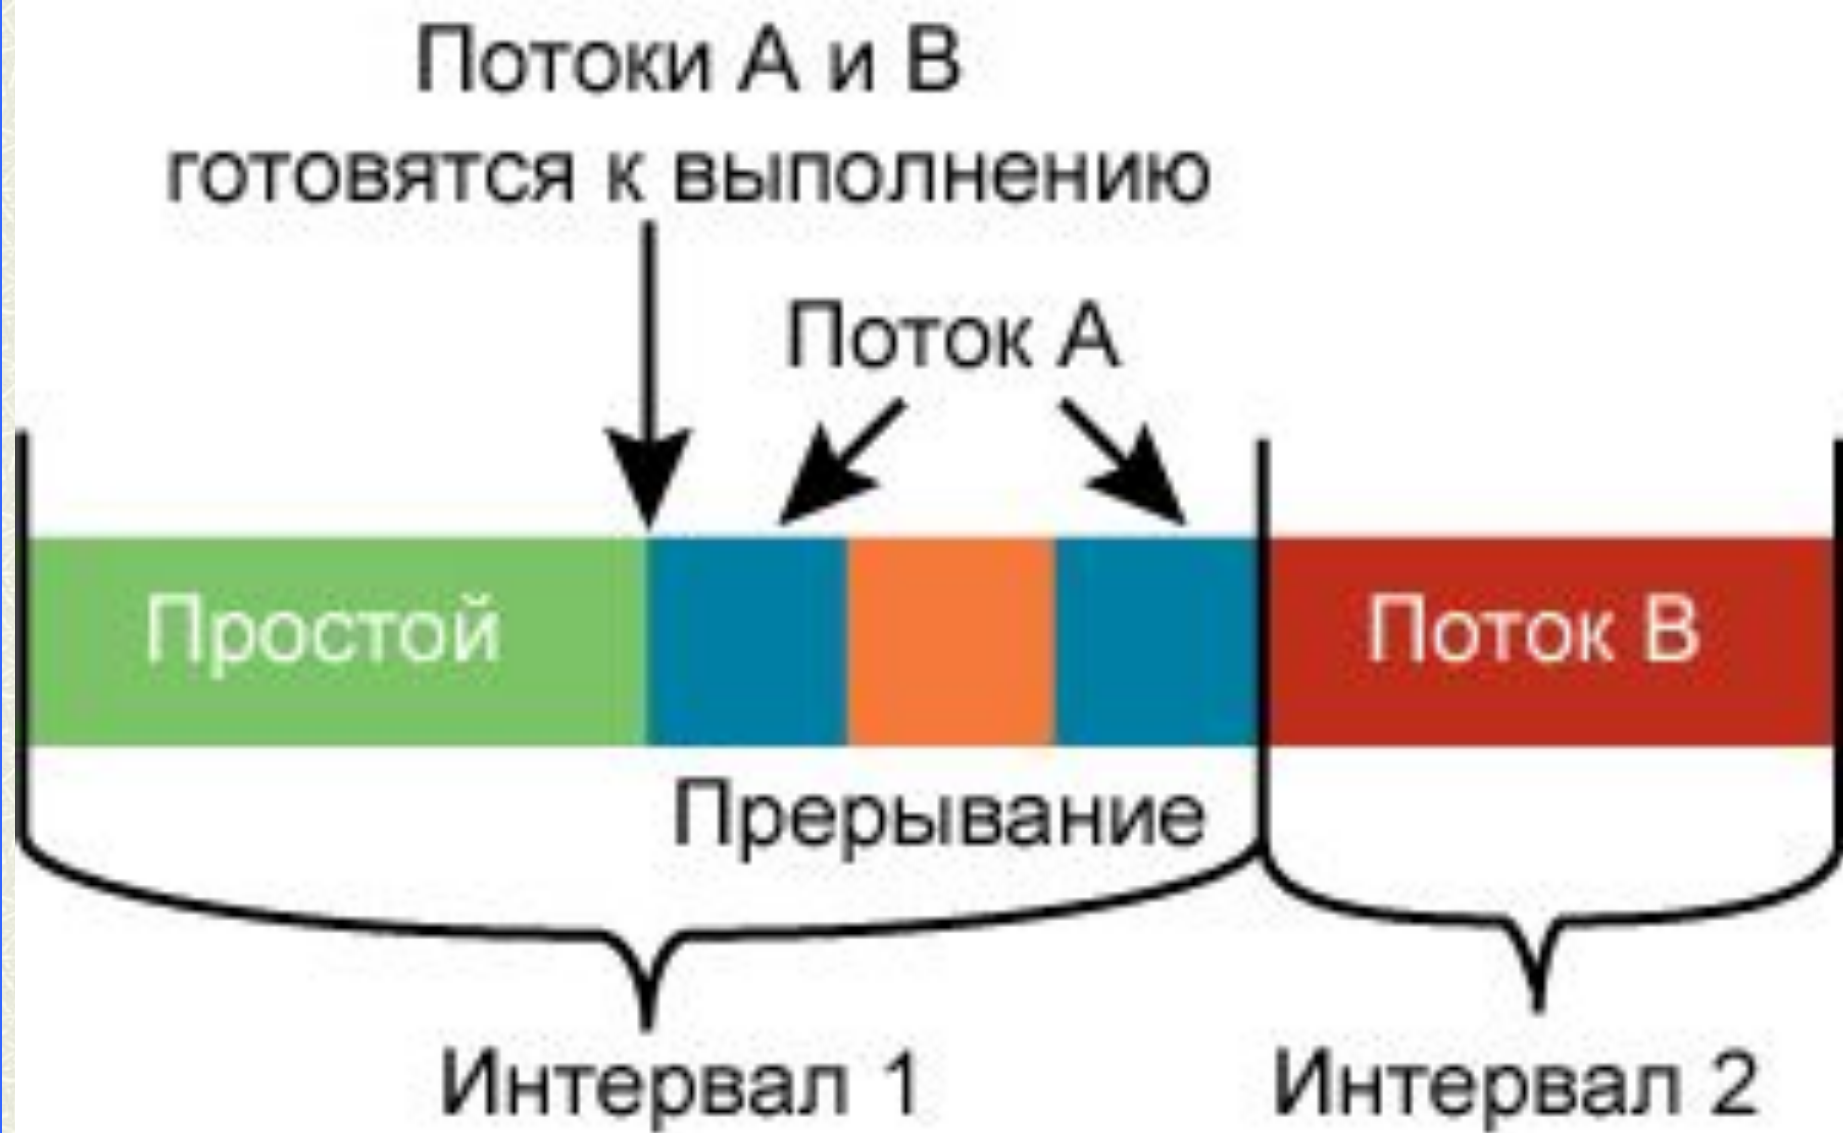 Потоки А и В
готовятся к выполнению
Поток А
Простой
Поток В
Прерывание
Интервал 1
Интервал 2